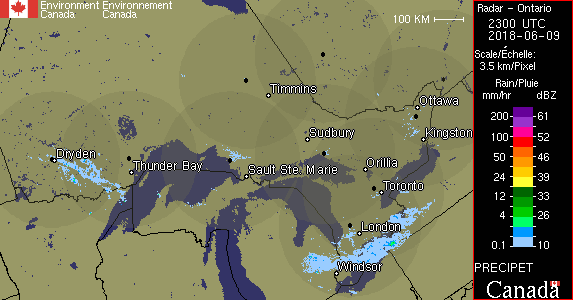 Environment Environnement
Canada Canada
100 KM
Timmins
Ottawa
Sudbury
Kingston
Dryden
Thunder Bay
Sault Ste. Marie
Orillia
Toronto
London
Windsor
Radar - Ontario
2300 UTC
2018-06-09
Scale/Échelle:
3.5 km/Pixel
Rain/Pluie
mm/hr dBZ
200 61
100 52
50 46
24 39
12 33
4 26
0.1 10
PRECIPET
Canada